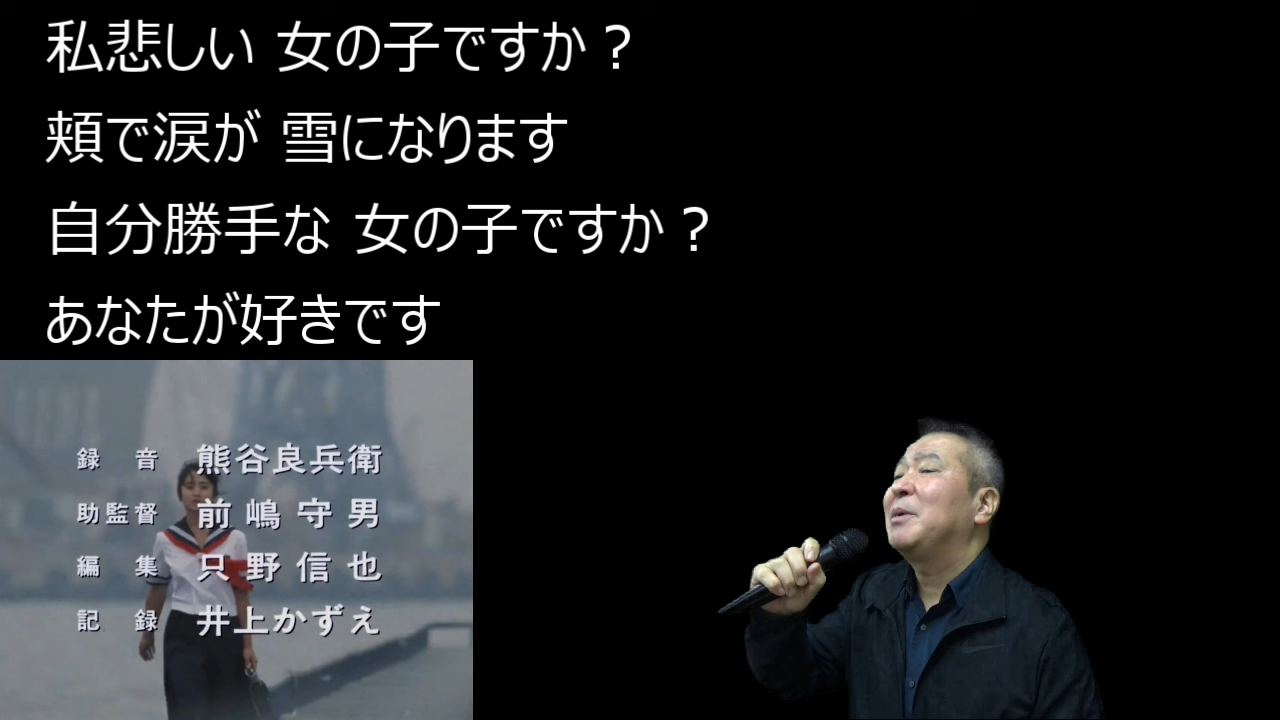 私悲しい 女の子ですか？
頬で涙が 雪になります
自分勝手な 女の子ですか？
あなたが好きです
録音 熊谷良兵衛
助監督 前嶋守男
編集 只野信也
記録 井上かずえ